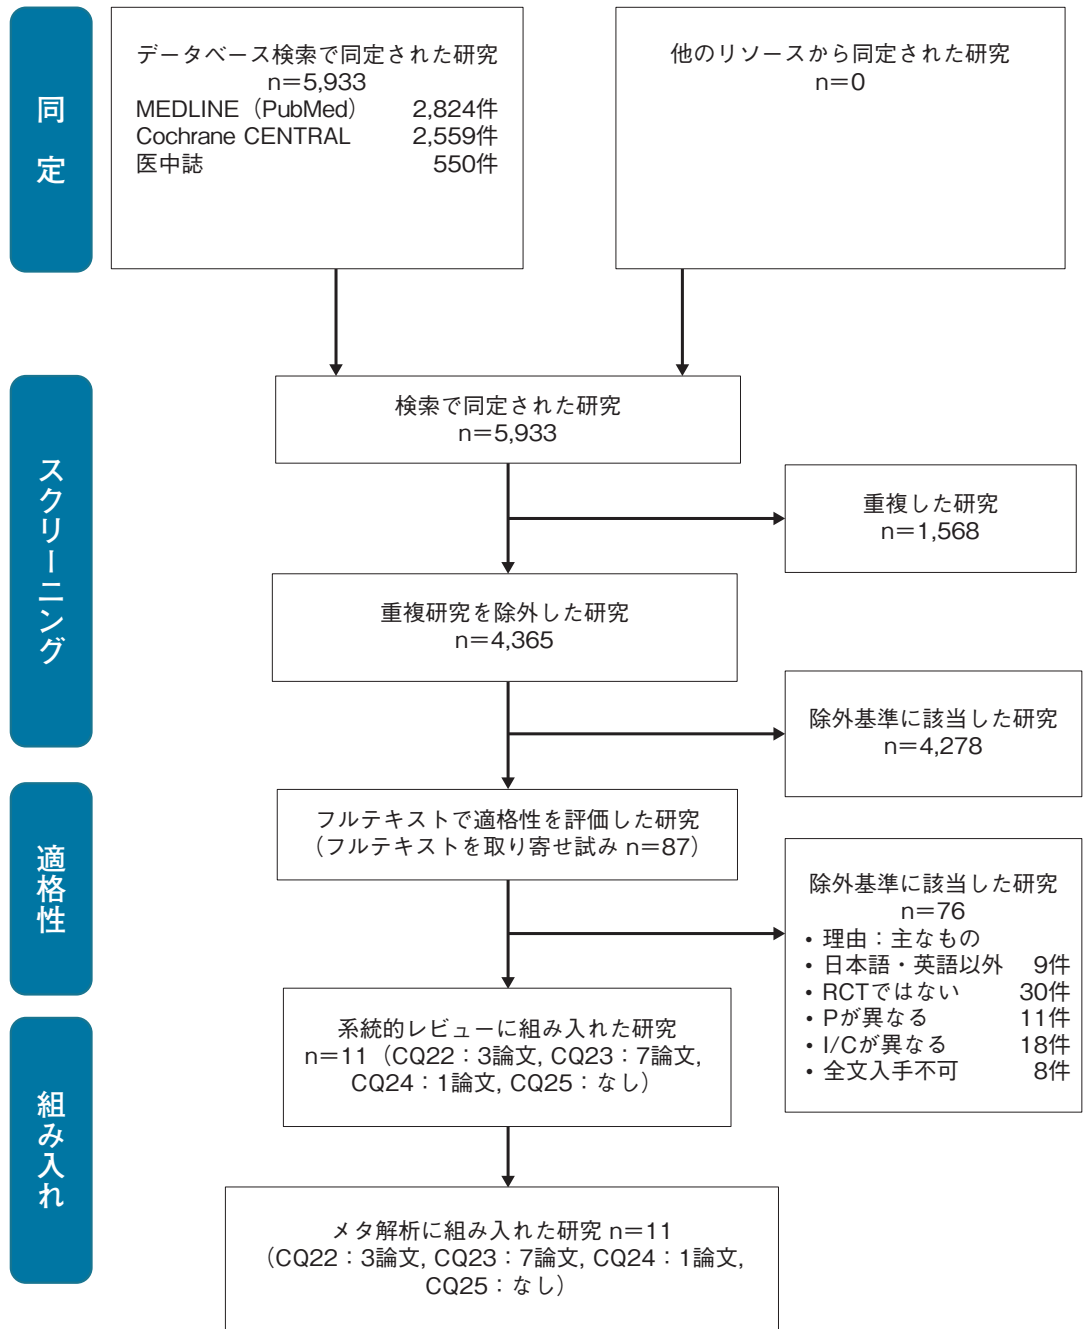 同定
データベース検索で同定された研究
n＝5,933
MEDLINE（PubMed） 2,824件
Cochrane CENTRAL 2,559件
医中誌 550件
他のリソースから同定された研究
n＝0
スクリーニング
検索で同定された研究
n＝5,933
重複した研究
n＝1,568
重複研究を除外した研究
n＝4,365
除外基準に該当した研究
n＝4,278
適格性
フルテキストで適格性を評価した研究
（フルテキストを取り寄せ試み n＝87）
除外基準に該当した研究
n＝76
• 理由：主なもの
• 日本語・英語以外 9件
• RCTではない 30件
• Pが異なる 11件
• I/Cが異なる 18件
• 全文入手不可 8件
組み入れ
系統的レビューに組み入れた研究
n＝11（CQ22：3論文, CQ23：7論文,
CQ24：1論文, CQ25：なし）
メタ解析に組み入れた研究 n＝11
（CQ22：3論文, CQ23：7論文, CQ24：1論文,
CQ25：なし）